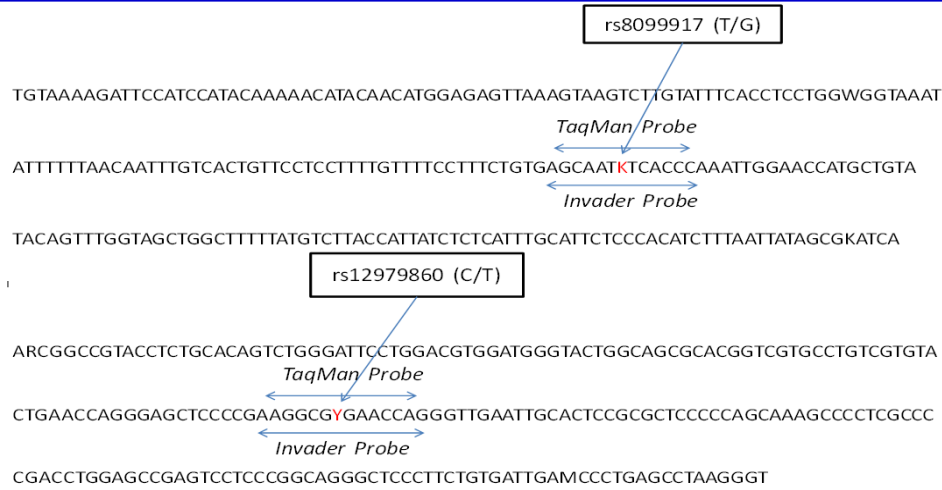 rs8099917 (T/G)
TGTAAAAGATTCCATCCATACAAAAACATACAACATGGAGAGTTAAAGTAAGTCTTGTATTTCACCTCCTGGWGGTAAAT
TaqMan Probe
ATTTTTTAACAATTTGTCACTGTTCCTCCTTTTGTTTTCCTTTCTGTGAGCAATKTCACCCAAATTGGAACCATGCTGTA
Invader Probe
TACAGTTTGGTAGCTGGCTTTTTATGTCTTACCATTATCTCTCATTTGCATTCTCCCACATCTTTAATTATAGCGKATCA
rs12979860 (C/T)
ARCGGCCGTACCTCTGCACAGTCTGGGATTCCTGGACGTGGATGGGTACTGGCAGCGCACGGTCGTGCCTGTCGTGTA
TaqMan Probe
CTGAACCAGGGAGCTCCCCGAAGGCGYGAACCAGGGTTGAATTGCACTCCGCGCTCCCCCAGCAAAGCCCCTCGCCC
Invader Probe
CGACCTGGAGCCGAGTCCTCCCGGCAGGGCTCCCTTCTGTGATTGAMCCCTGAGCCTAAGGGT